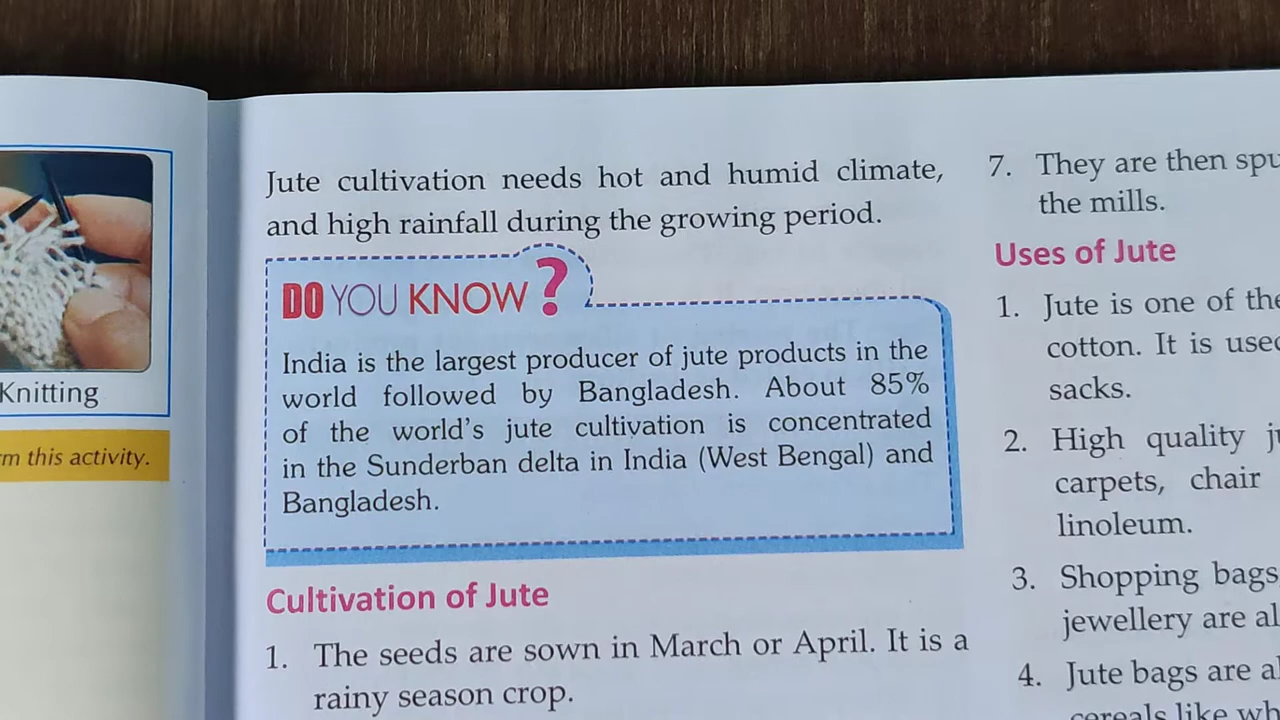 Knitting
this activity.
Jute cultivation needs hot and humid climate,
and high rainfall during the growing period.
DO YOU KNOW?
India is the largest producer of jute products in the
world followed by Bangladesh. About 85%
of the world's jute cultivation is concentrated
in the Sunderban delta in India (West Bengal) and
Bangladesh.
Cultivation of Jute
1. The seeds are sown in March or April. It is a
rainy season crop.
7. They are then
the mills.
Uses of Jute
1. Jute is one of the
cotton. It is used
sacks.
2. High quality
carpets, chair
linoleum.
3. Shopping bags
jewellery are
4. Jute bags are
cereals like